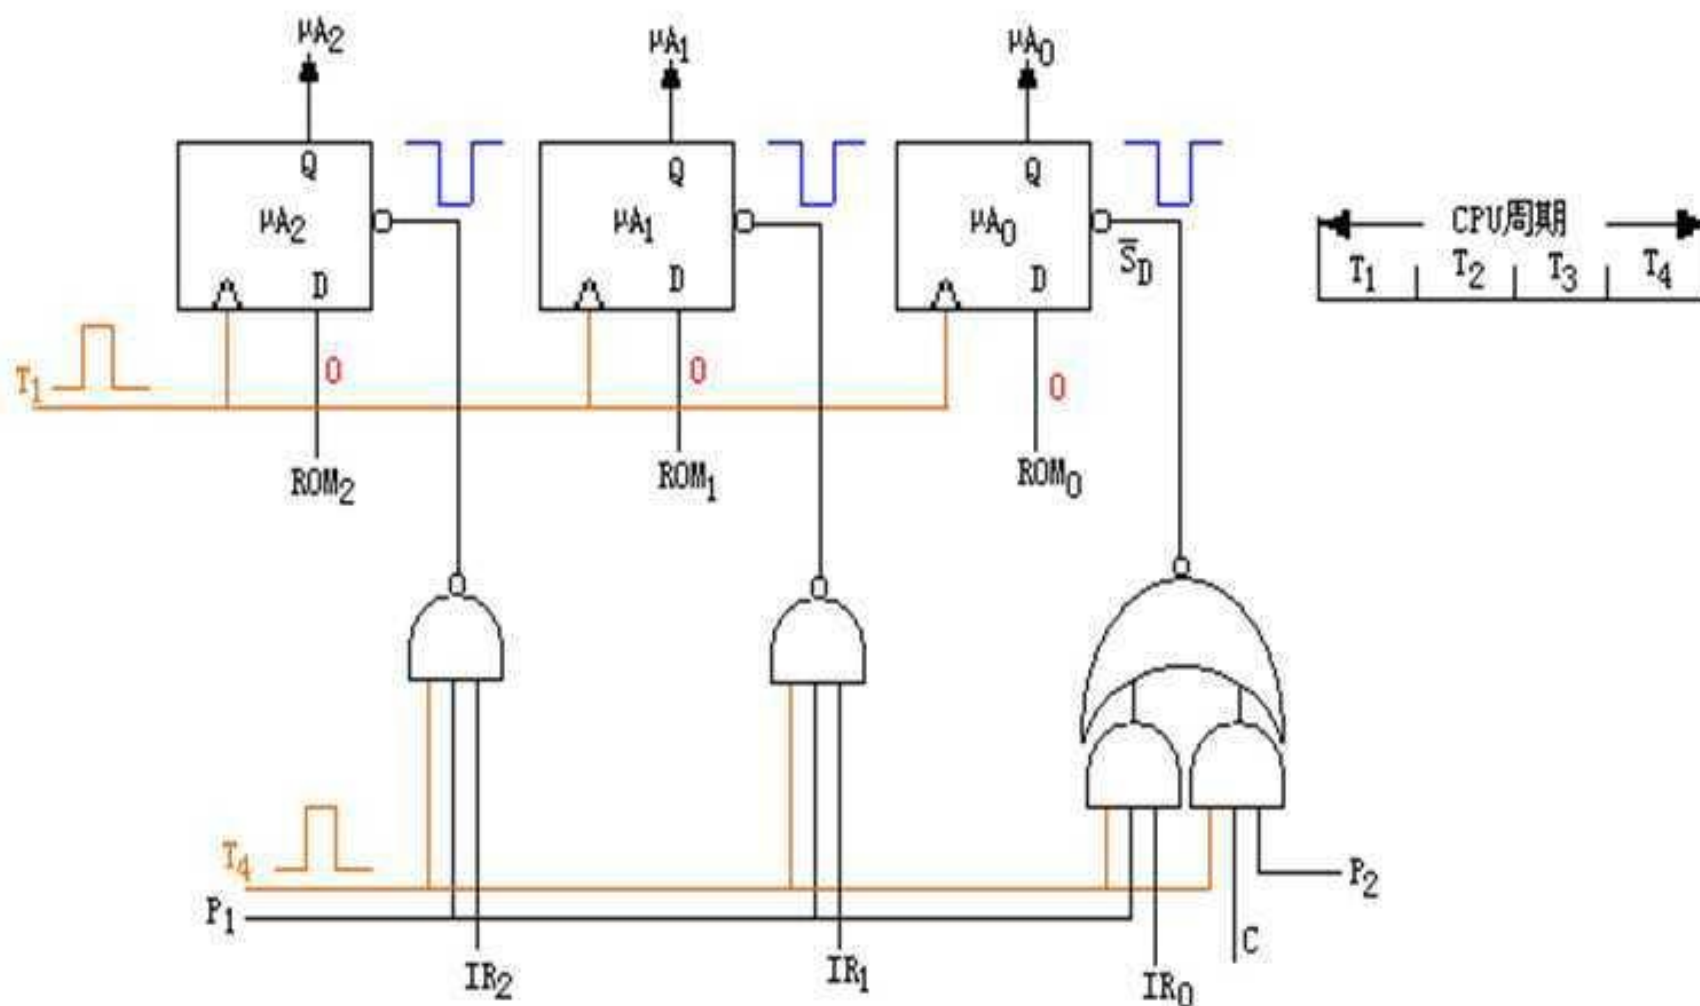 μA₂
μA₁
μA₀
Q
Q
Q
μA₂
μA₁
μA₀
S̅D
D
D
D
CPU周期
T₁ T₂ T₃ T₄
T₁
0
0
0
ROM₂
ROM₁
ROM₀
T₄
P₁
P₂
IR₂
IR₁
IR₀
C